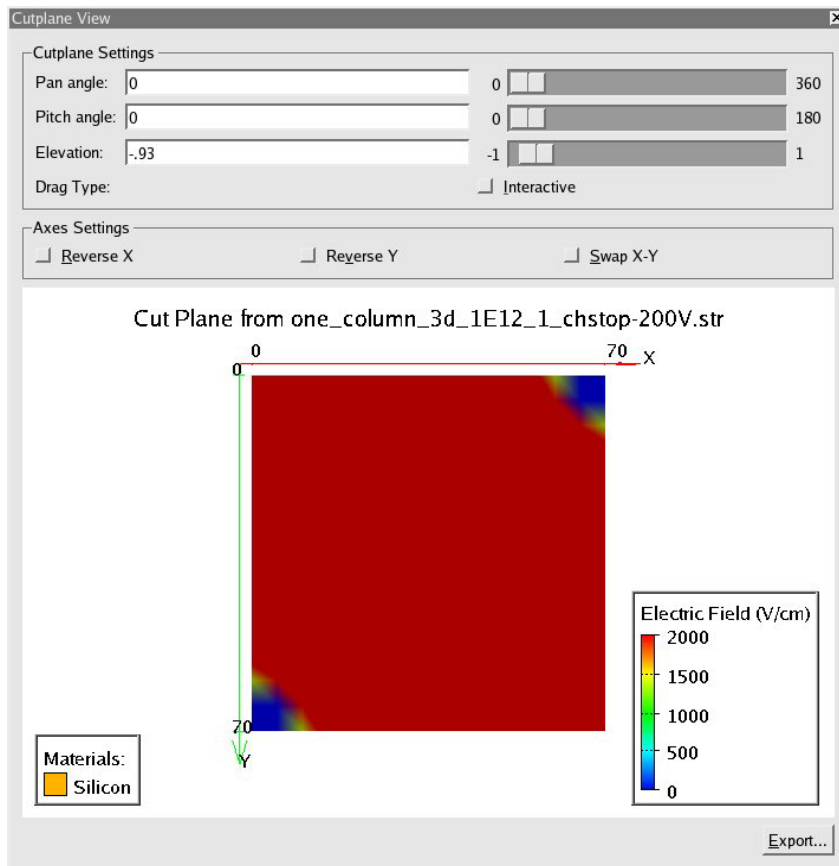 Cutplane View
Cutplane Settings
Pan angle: 0 0 360
Pitch angle: 0 0 180
Elevation: -.93 -1 1
Drag Type: Interactive
Axes Settings
Reverse X Reverse Y Swap X-Y
Cut Plane from one_column_3d_1E12_1_chstop-200V.str
0 70 X
0
Electric Field (V/cm)
2000
1500
1000
500
0
70
Y
Materials:
Silicon
Export...